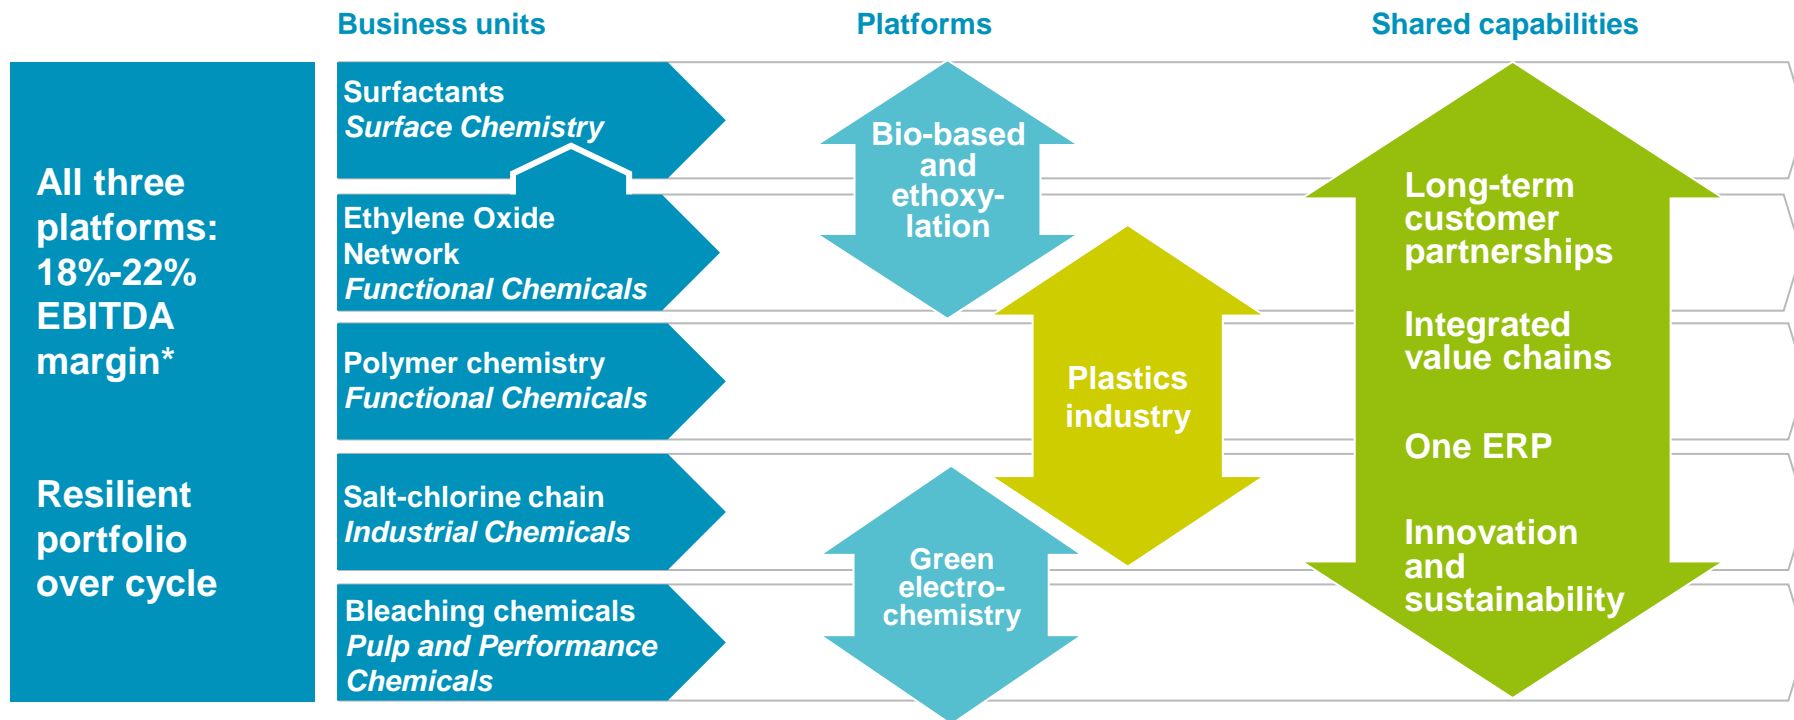 Business units
Platforms
Shared capabilities
All three
platforms:
18%-22%
EBITDA
margin*
Resilient
portfolio
over cycle
Surfactants
Surface Chemistry
Ethylene Oxide
Network
Functional Chemicals
Polymer chemistry
Functional Chemicals
Salt-chlorine chain
Industrial Chemicals
Bleaching chemicals
Pulp and Performance
Chemicals
Bio-based
and
ethoxy-
lation
Plastics
industry
Green
electro-
chemistry
Long-term
customer
partnerships
Integrated
value chains
One ERP
Innovation
and
sustainability